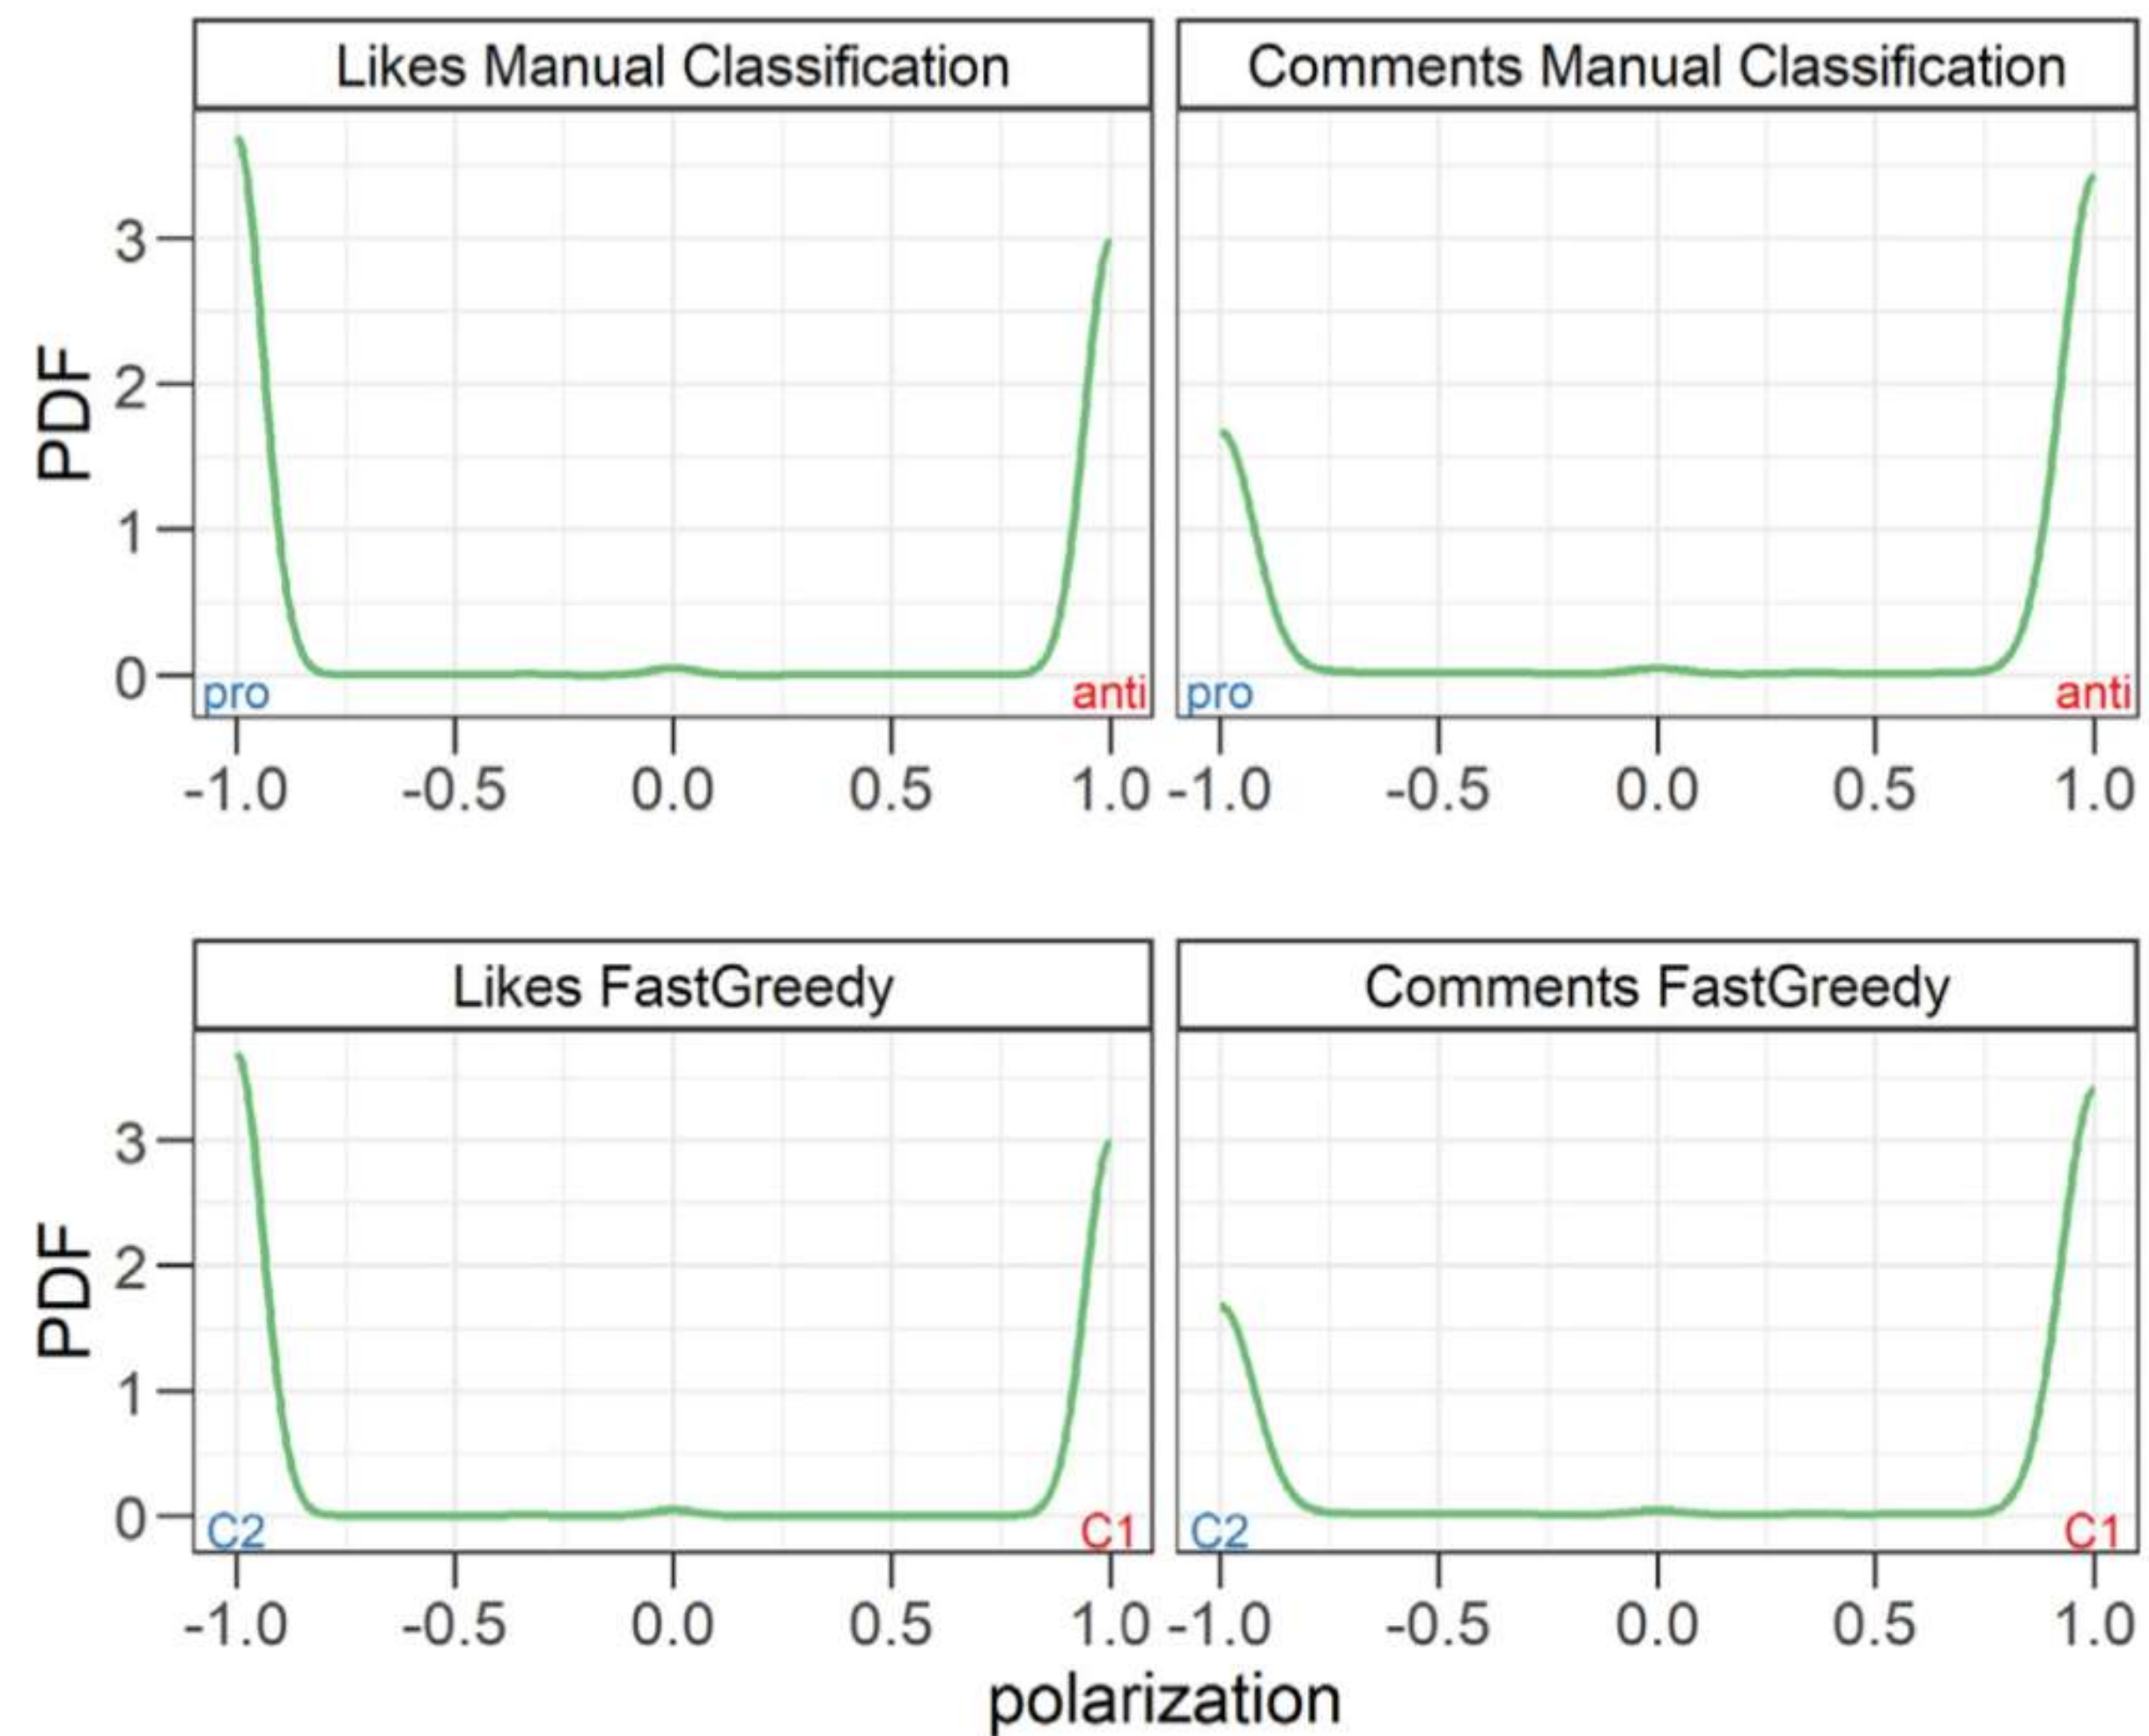 Likes Manual Classification
Comments Manual Classification
PDF
3
2
1
0
pro
anti
pro
anti
-1.0 -0.5 0.0 0.5 1.0 -1.0 -0.5 0.0 0.5 1.0
Likes FastGreedy
Comments FastGreedy
PDF
3
2
1
0
C2
C1
C2
C1
-1.0 -0.5 0.0 0.5 1.0 -1.0 -0.5 0.0 0.5 1.0
polarization